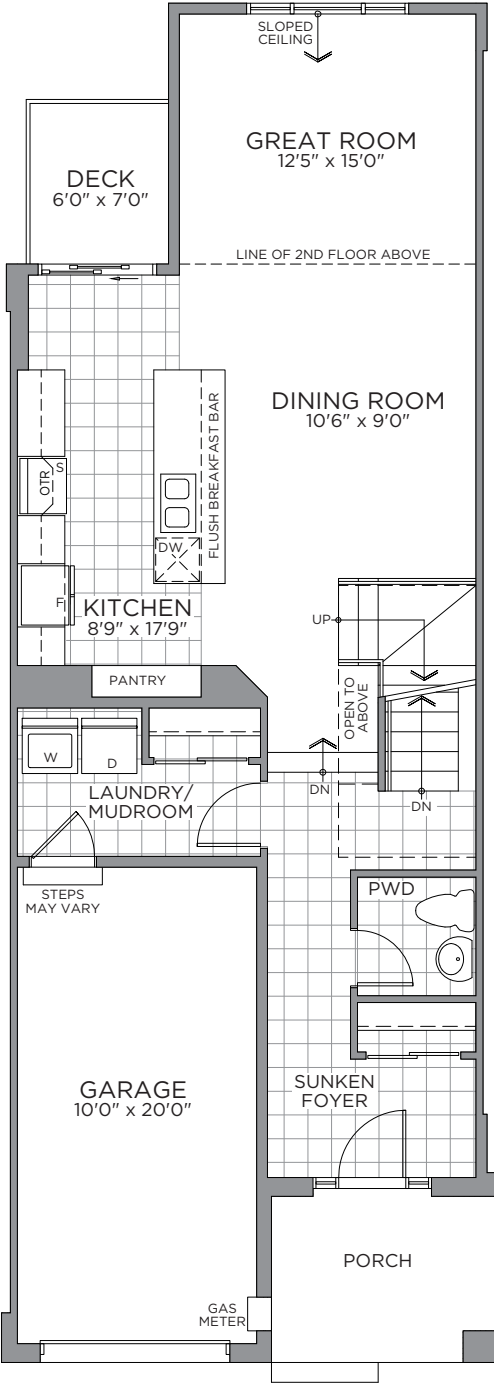 SLOPED
CEILING
GREAT ROOM
12'5" x 15'0"
DECK
6'0" x 7'0"
LINE OF 2ND FLOOR ABOVE
DINING ROOM
10'6" x 9'0"
FLUSH BREAKFAST BAR
S
OTR
DW
F
KITCHEN
8'9" x 17'9"
UP
PANTRY
OPEN TO
ABOVE
W
D
DN
DN
LAUNDRY/
MUDROOM
STEPS
MAY VARY
PWD
SUNKEN
FOYER
GARAGE
10'0" x 20'0"
PORCH
GAS
METER